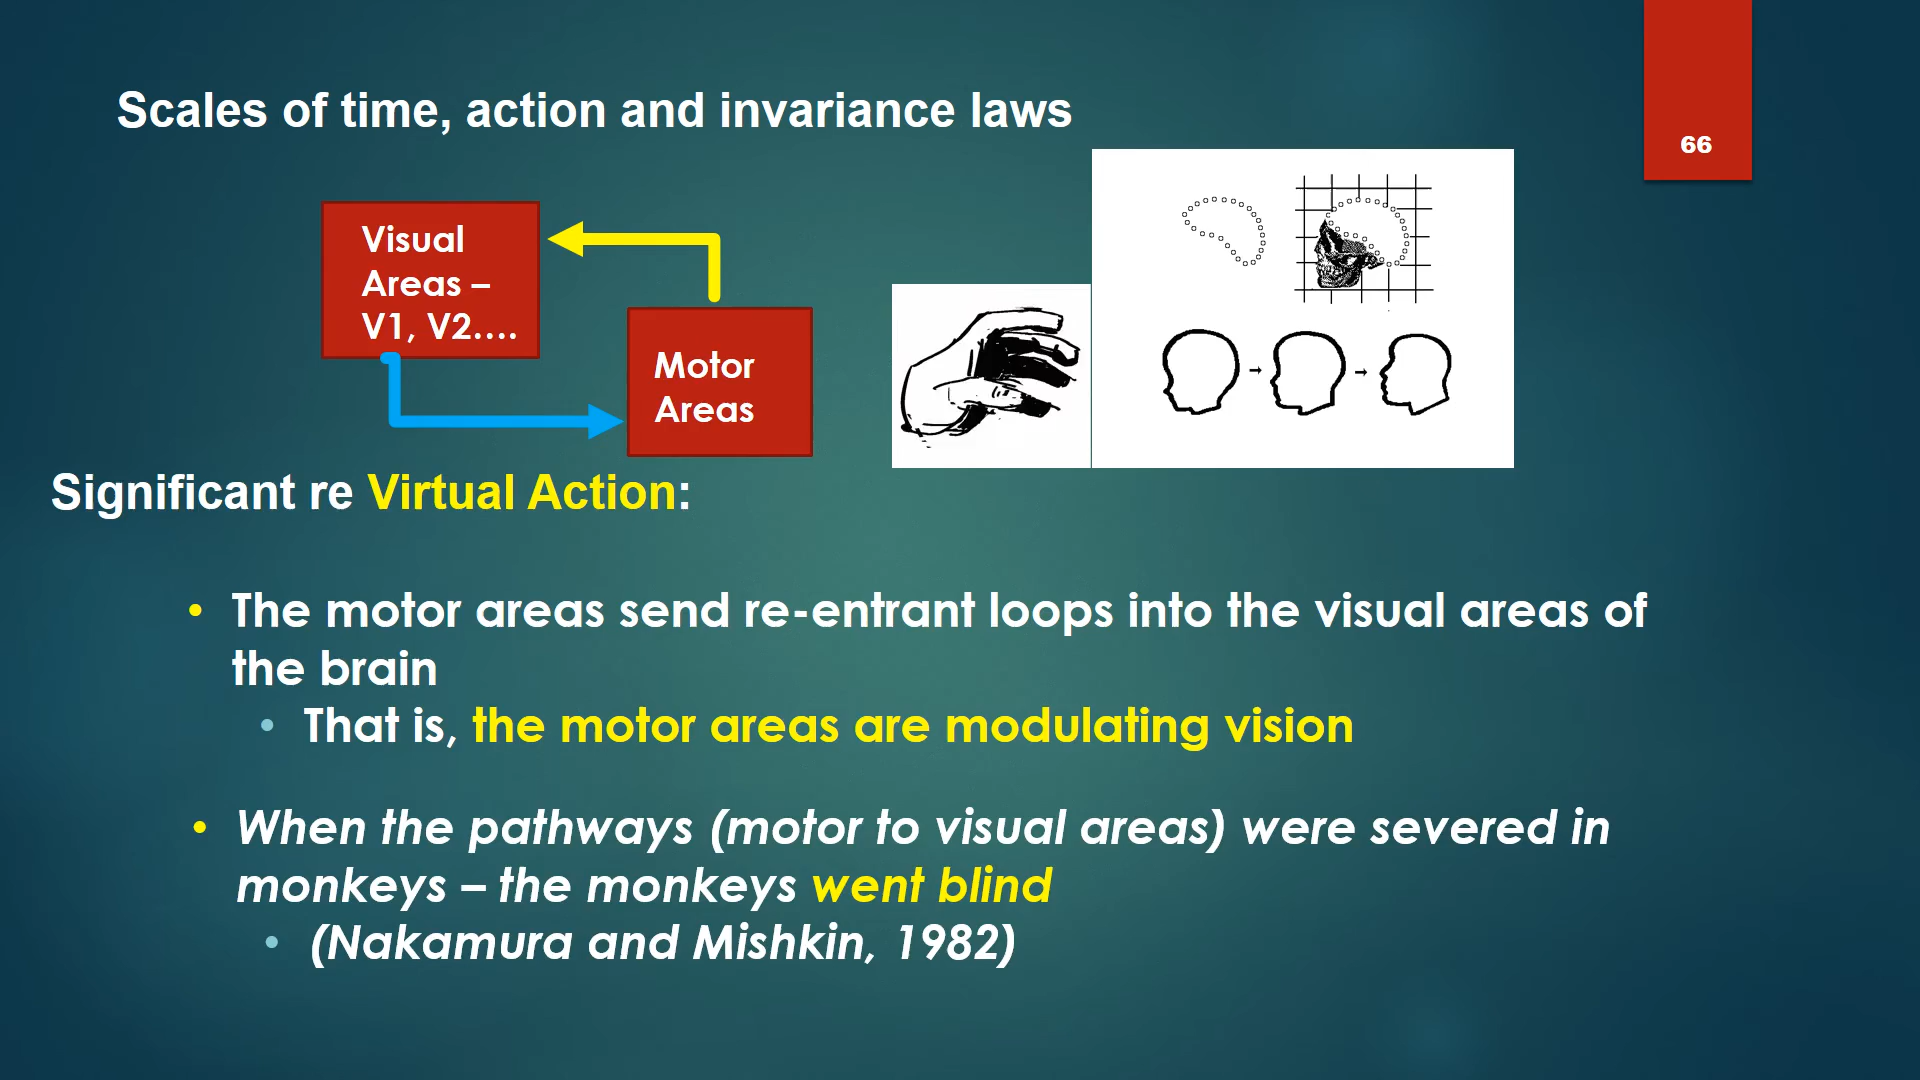 Scales of time, action and invariance laws
66
Visual
Areas –
V1, V2....
Motor
Areas
Significant re Virtual Action:
• The motor areas send re-entrant loops into the visual areas of
the brain
• That is, the motor areas are modulating vision
• When the pathways (motor to visual areas) were severed in
monkeys – the monkeys went blind
• (Nakamura and Mishkin, 1982)